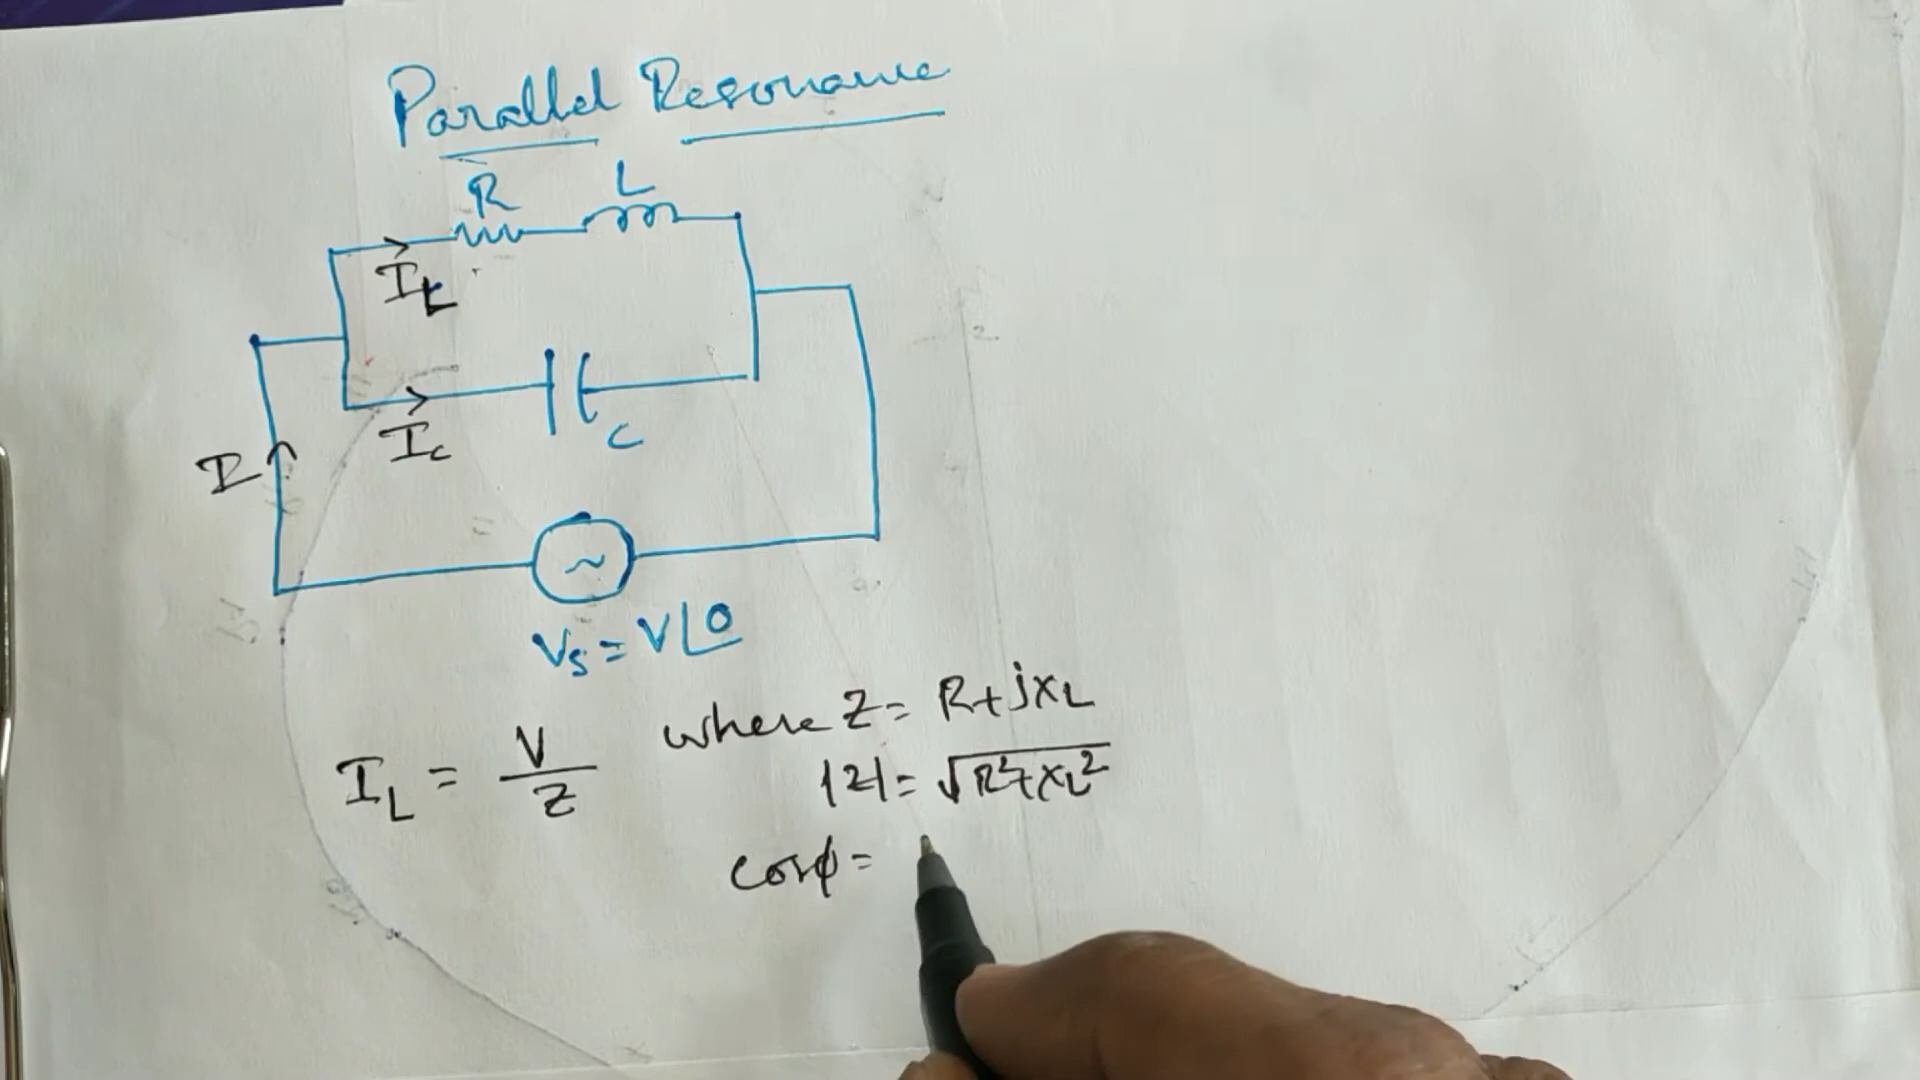 Parallel Resonance
R
L
IL
Ic
C
I
~
Vs = V∠0
where Z = R+jXL
IL = V/Z
|Z| = √R²+XL²
cosφ =